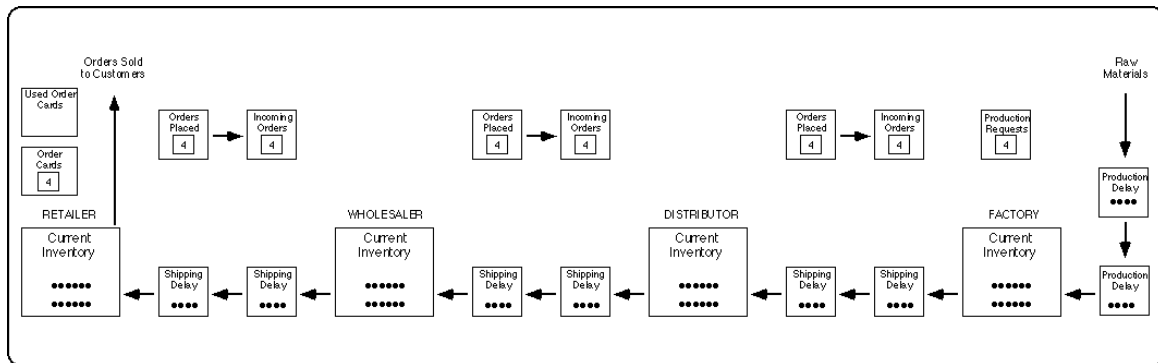 Orders Sold
to Customers
Raw
Materials
Used Order
Cards
Orders
Placed
4
Incoming
Orders
4
Orders
Placed
4
Incoming
Orders
4
Orders
Placed
4
Incoming
Orders
4
Production
Requests
4
Order
Cards
4
Production
Delay
RETAILER
WHOLESALER
DISTRIBUTOR
FACTORY
Current
Inventory
Shipping
Delay
Shipping
Delay
Current
Inventory
Shipping
Delay
Shipping
Delay
Current
Inventory
Shipping
Delay
Shipping
Delay
Current
Inventory
Production
Delay